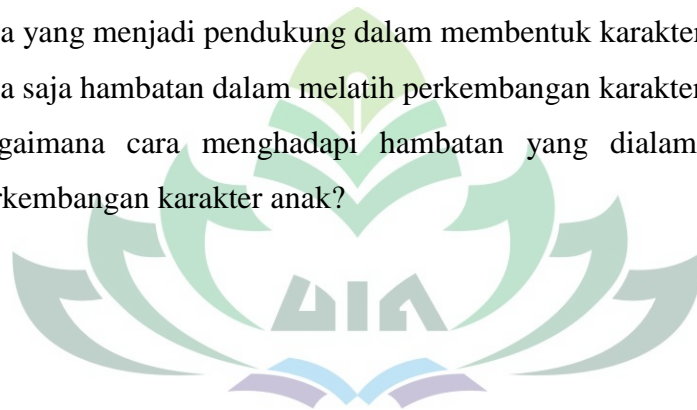 a yang menjadi pendukung dalam membentuk karakter
a saja hambatan dalam melatih perkembangan karakter
gaimana cara menghadapi hambatan yang dialam
rkembangan karakter anak?
UIN